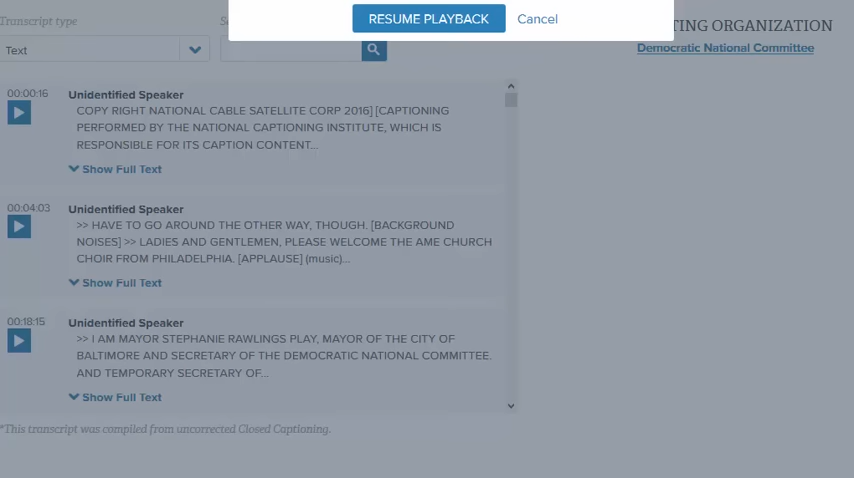 RESUME PLAYBACK Cancel
Transcript type
TING ORGANIZATION
Text
Democratic National Committee
00:00:16 Unidentified Speaker
COPY RIGHT NATIONAL CABLE SATELLITE CORP 2016] [CAPTIONING
PERFORMED BY THE NATIONAL CAPTIONING INSTITUTE, WHICH IS
RESPONSIBLE FOR ITS CAPTION CONTENT...
Show Full Text
00:04:03 Unidentified Speaker
>> HAVE TO GO AROUND THE OTHER WAY, THOUGH. [BACKGROUND
NOISES] >> LADIES AND GENTLEMEN, PLEASE WELCOME THE AME CHURCH
CHOIR FROM PHILADELPHIA. [APPLAUSE] (music)...
Show Full Text
00:18:15 Unidentified Speaker
>> I AM MAYOR STEPHANIE RAWLINGS PLAY, MAYOR OF THE CITY OF
BALTIMORE AND SECRETARY OF THE DEMOCRATIC NATIONAL COMMITTEE.
AND TEMPORARY SECRETARY OF...
Show Full Text
*This transcript was compiled from uncorrected Closed Captioning.